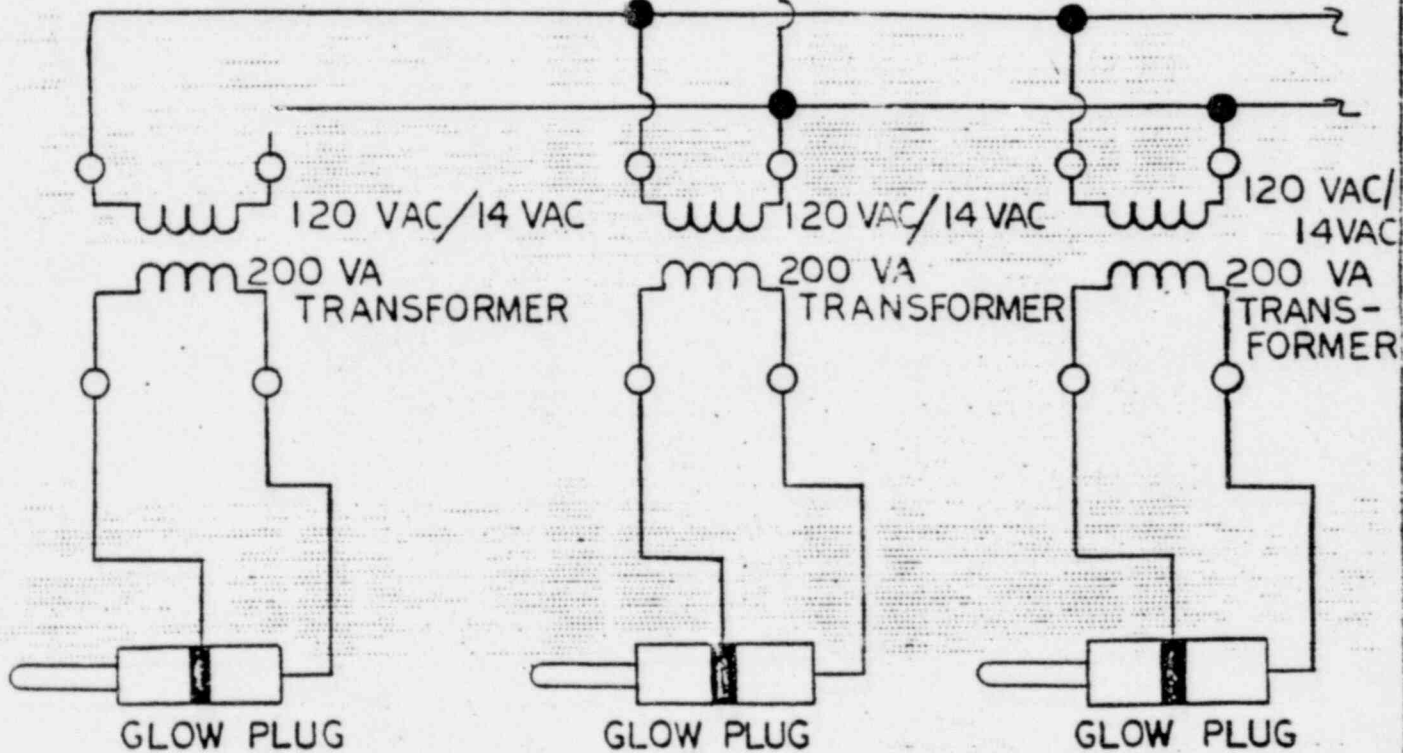 120 VAC/14 VAC
200 VA
TRANSFORMER
120 VAC/14 VAC
200 VA
TRANSFORMER
120 VAC/
14VAC
200 VA
TRANS-
FORMER
GLOW PLUG
GLOW PLUG
GLOW PLUG